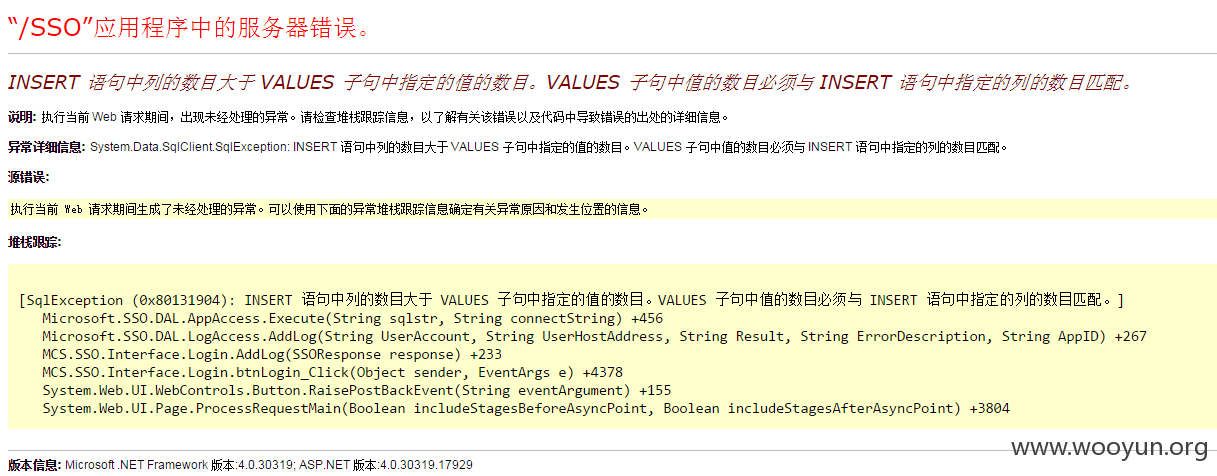 “/SSO”应用程序中的服务器错误。
INSERT 语句中列的数目大于 VALUES 子句中指定的值的数目。VALUES 子句中值的数目必须与 INSERT 语句中指定的列的数目匹配。
说明: 执行当前 Web 请求期间，出现未经处理的异常。请检查堆栈跟踪信息，以了解有关该错误以及代码中导致错误的出处的详细信息。
异常详细信息: System.Data.SqlClient.SqlException: INSERT 语句中列的数目大于 VALUES 子句中指定的值的数目。VALUES 子句中值的数目必须与 INSERT 语句中指定的列的数目匹配。
源错误:
执行当前 Web 请求期间生成了未经处理的异常。可以使用下面的异常堆栈跟踪信息确定有关异常原因和发生位置的信息。
堆栈跟踪:
[SqlException (0x80131904): INSERT 语句中列的数目大于 VALUES 子句中指定的值的数目。VALUES 子句中值的数目必须与 INSERT 语句中指定的列的数目匹配。]
Microsoft.SSO.DAL.AppAccess.Execute(String sqlstr, String connectString) +456
Microsoft.SSO.DAL.LogAccess.AddLog(String UserAccount, String UserHostAddress, String Result, String ErrorDescription, String AppID) +267
MCS.SSO.Interface.Login.AddLog(SSOResponse response) +233
MCS.SSO.Interface.Login.btnLogin_Click(Object sender, EventArgs e) +4378
System.Web.UI.WebControls.Button.RaisePostBackEvent(String eventArgument) +155
System.Web.UI.Page.ProcessRequestMain(Boolean includeStagesBeforeAsyncPoint, Boolean includeStagesAfterAsyncPoint) +3804
www.wooyun.org
版本信息: Microsoft .NET Framework 版本:4.0.30319; ASP.NET 版本:4.0.30319.17929